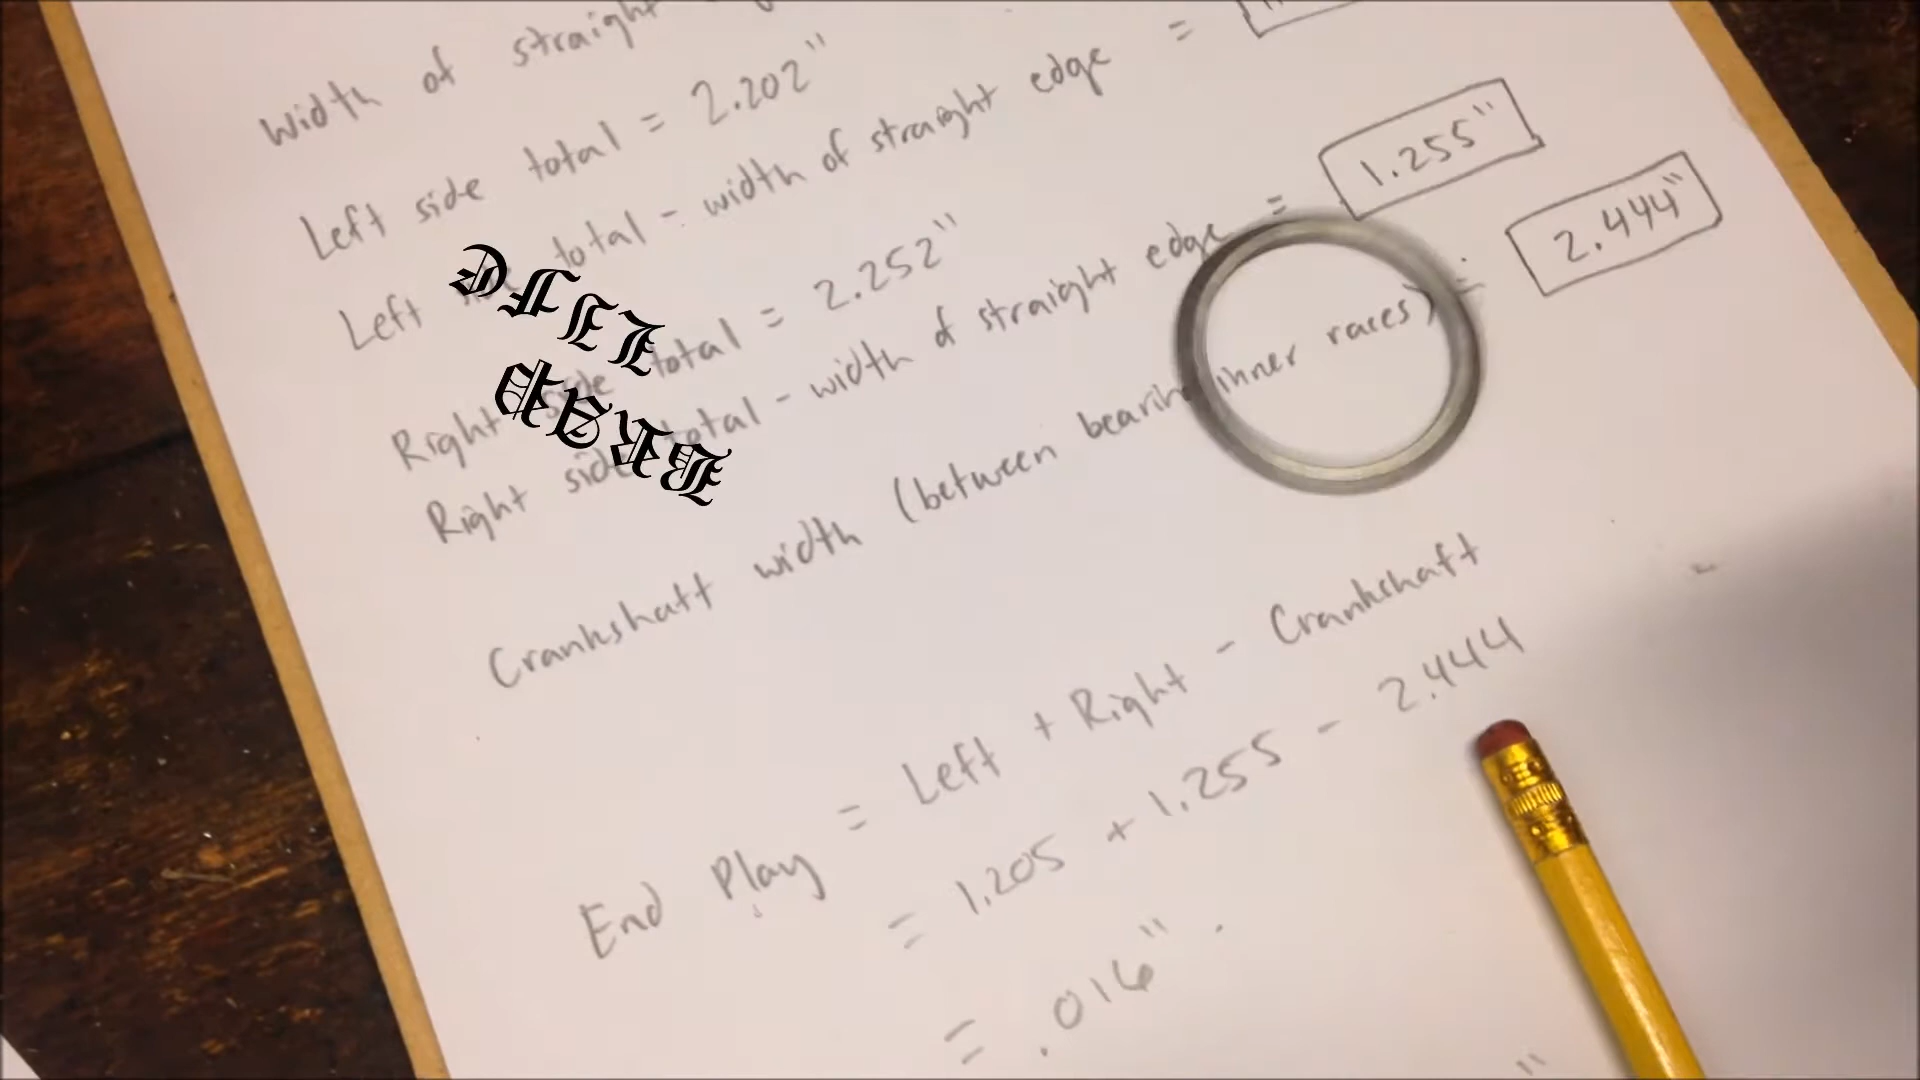 Width of straight
Left side total = 2.202"
Left total - width of straight edge =
Right side total = 2.252"
Right side total - width of straight edge = 1.255"
Crankshaft width (between bearing inner races) = 2.444"
End Play = Left + Right - Crankshaft
= 1.205 + 1.255 - 2.444
= .016"